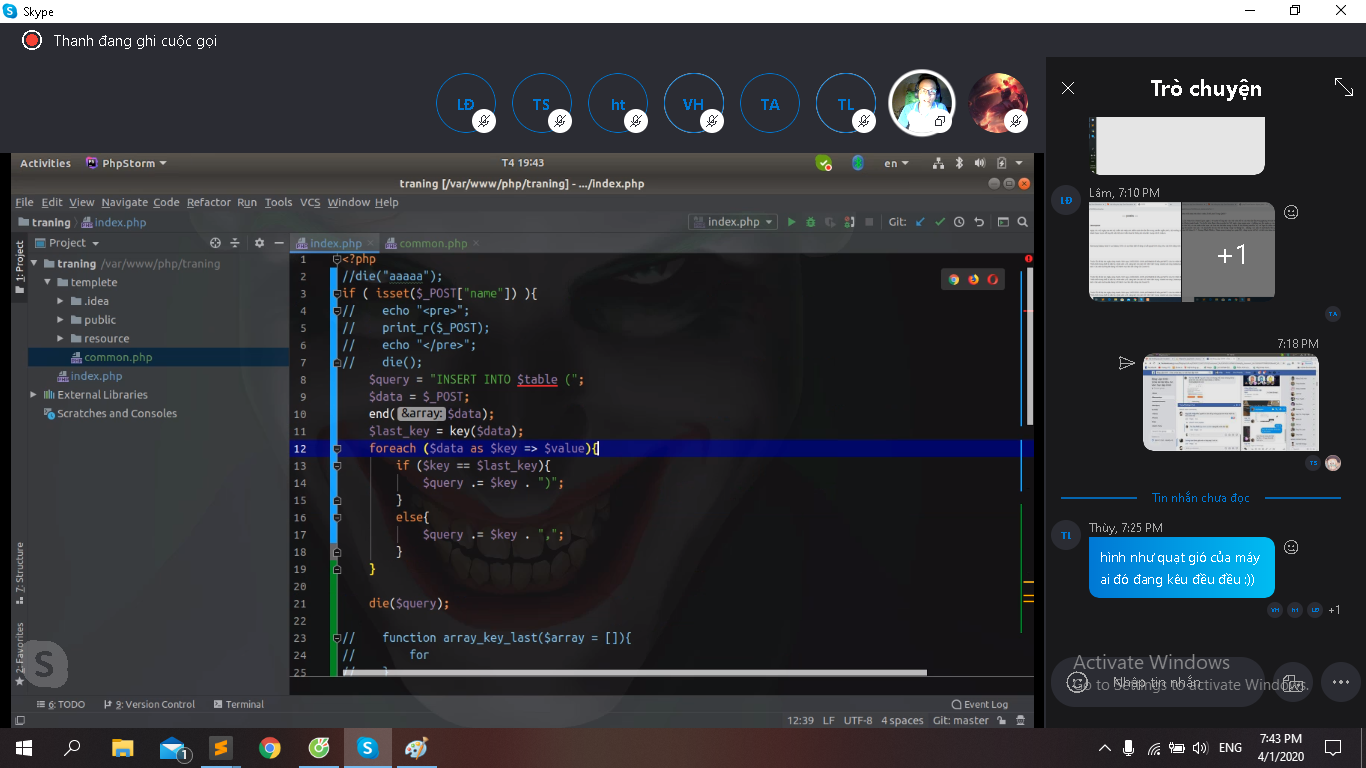 Skype
Thanh đang ghi cuộc gọi
LĐ
TS
ht
VH
TA
TL
Trò chuyện
Activities
PhpStorm
T4 19:43
en
traning [/var/www/php/traning] - .../index.php
File Edit View Navigate Code Refactor Run Tools VCS Window Help
traning
index.php
index.php
Git:
Project
index.php
common.php
1: Project
traning /var/www/php/traning
templete
.idea
public
resource
common.php
index.php
External Libraries
Scratches and Consoles
7: Structure
2: Favorites
1 <?php
2 //die("aaaaa");
3 if ( isset($_POST["name"]) ){
4 // echo "<pre>";
5 // print_r($_POST);
6 // echo "</pre>";
7 // die();
8 $query = "INSERT INTO $table (";
9 $data = $_POST;
10 end( &array: $data);
11 $last_key = key($data);
12 foreach ($data as $key => $value){
13 if ($key == $last_key){
14 $query .= $key . ")";
15 }
16 else{
17 $query .= $key . ",";
18 }
19 }
20
21 die($query);
22
23 // function array_key_last($array = []){
24 // for
25 // }
6: TODO
9: Version Control
Terminal
Event Log
12:39 LF UTF-8 4 spaces Git: master
Lâm, 7:10 PM
LĐ
+1
TA
7:18 PM
TS
Tin nhắn chưa đọc
Thùy, 7:25 PM
TL
hình như quạt gió của máy
ai đó đang kêu đều đều :))
VH
ht
LĐ
+1
Activate Windows
Go to Settings to activate Windows.
Nhập tin nhắn
S
1
ENG
7:43 PM
4/1/2020